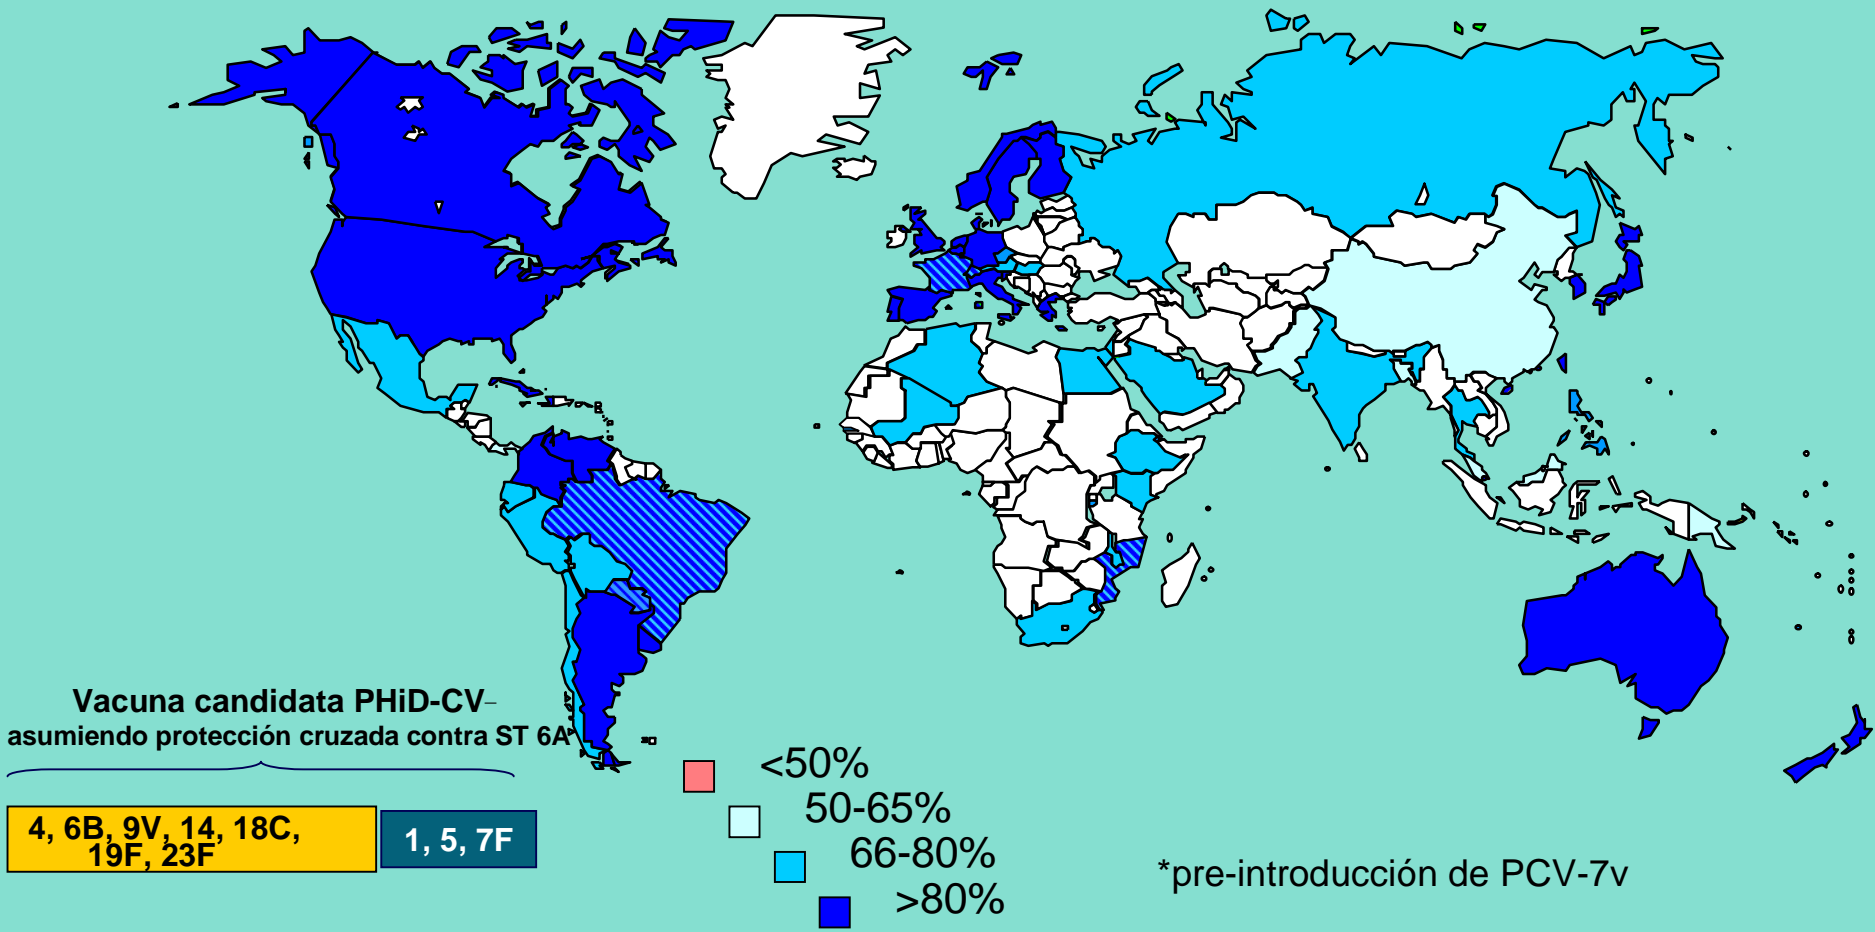 Vacuna candidata PHiD-CV–
asumiendo protección cruzada contra ST 6A
4, 6B, 9V, 14, 18C,
19F, 23F
1, 5, 7F
<50%
50-65%
66-80%
>80%
*pre-introducción de PCV-7v